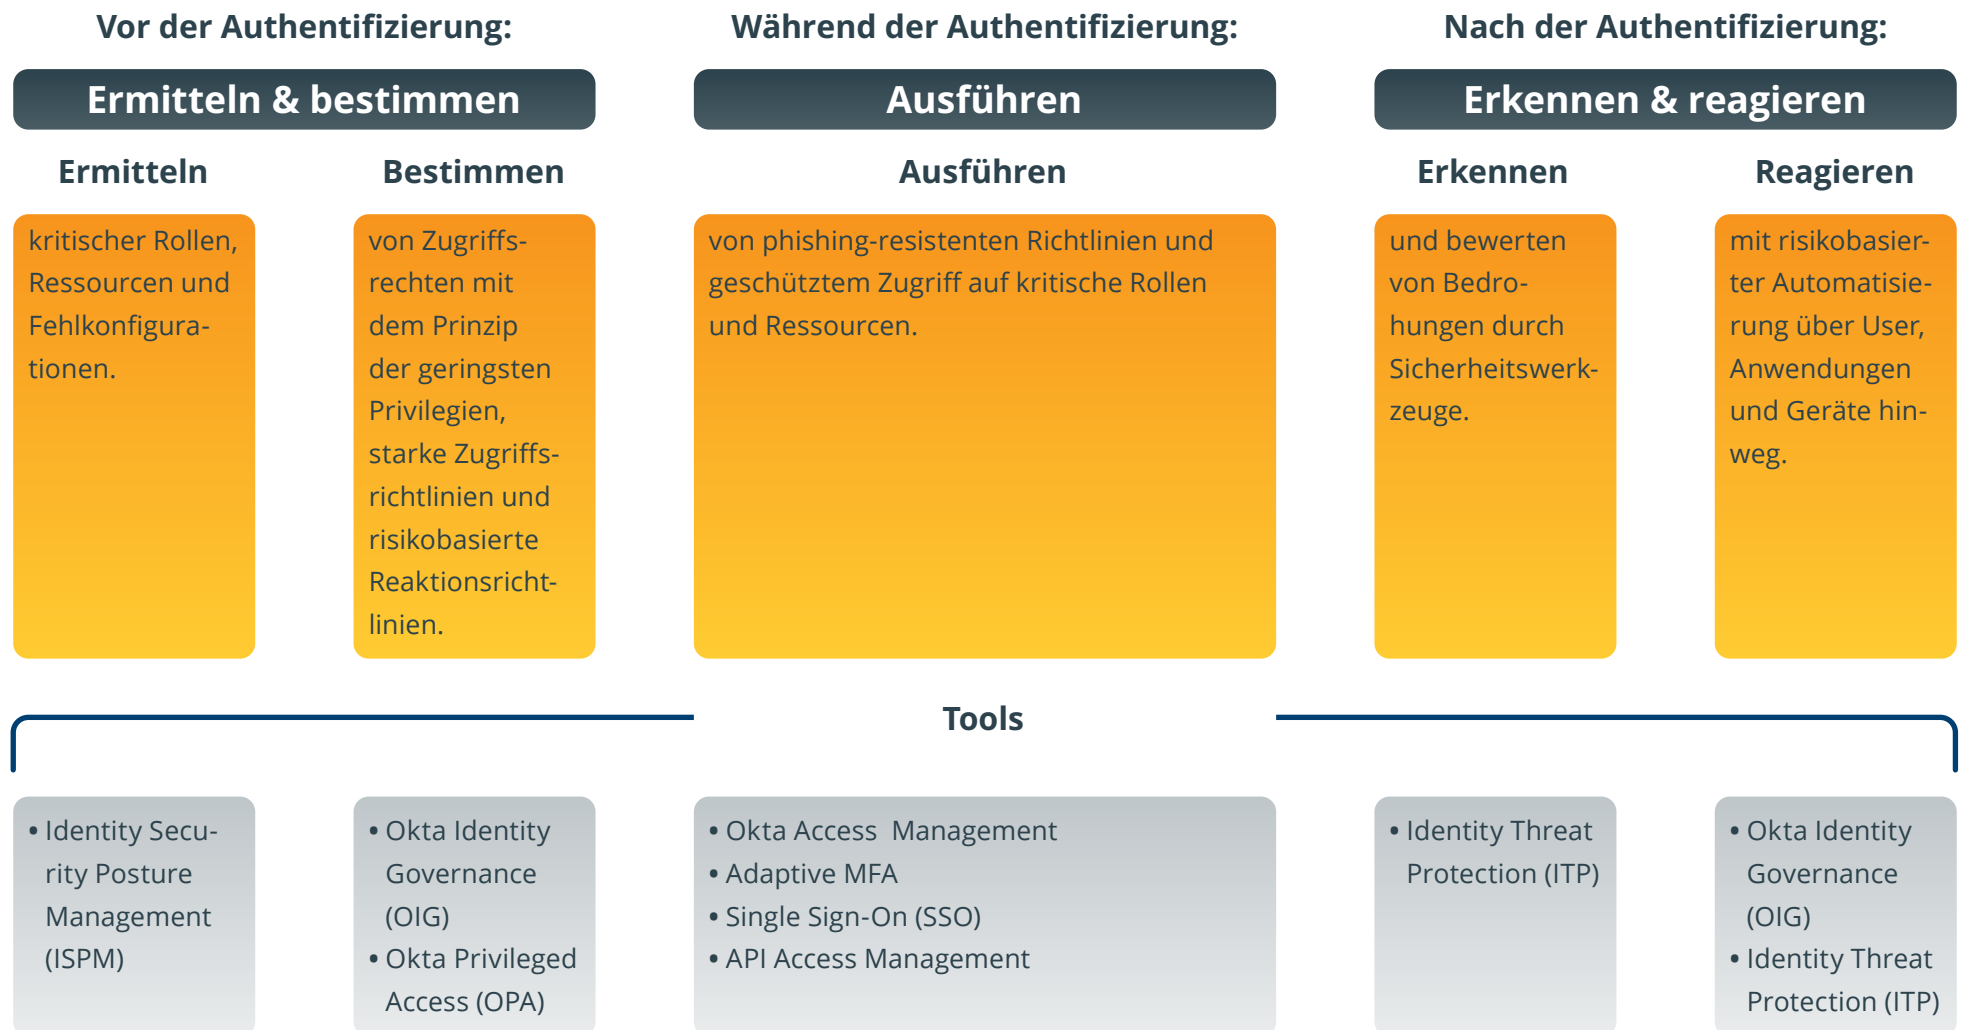 Vor der Authentifizierung:
Während der Authentifizierung:
Nach der Authentifizierung:
Ermitteln & bestimmen
Ausführen
Erkennen & reagieren
Ermitteln
Bestimmen
Ausführen
Erkennen
Reagieren
kritischer Rollen,
Ressourcen und
Fehlkonfigura-
tionen.
von Zugriffs-
rechten mit
dem Prinzip
der geringsten
Privilegien,
starke Zugriffs-
richtlinien und
risikobasierte
Reaktionsricht-
linien.
von phishing-resistenten Richtlinien und
geschütztem Zugriff auf kritische Rollen
und Ressourcen.
und bewerten
von Bedro-
hungen durch
Sicherheitswerk-
zeuge.
mit risikobasier-
ter Automatisie-
rung über User,
Anwendungen
und Geräte hin-
weg.
Tools
• Identity Secu-
rity Posture
Management
(ISPM)
• Okta Identity
Governance
(OIG)
• Okta Privileged
Access (OPA)
• Okta Access Management
• Adaptive MFA
• Single Sign-On (SSO)
• API Access Management
• Identity Threat
Protection (ITP)
• Okta Identity
Governance
(OIG)
• Identity Threat
Protection (ITP)